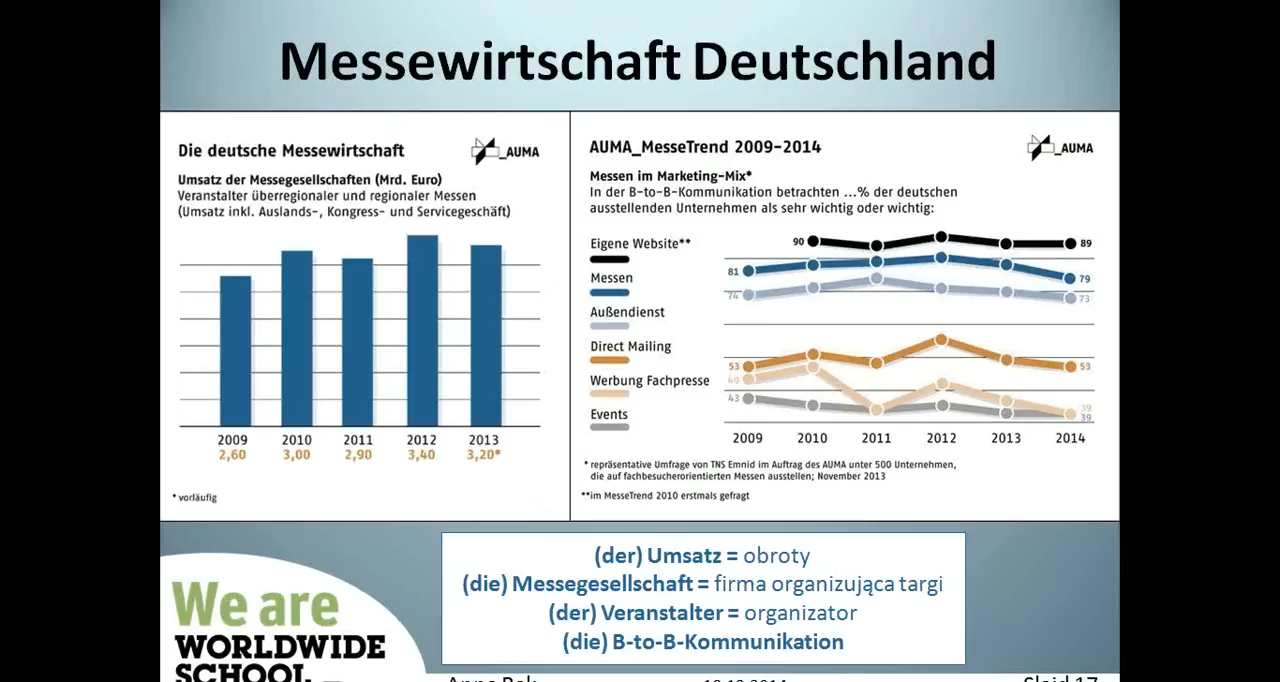 Messewirtschaft Deutschland
Die deutsche Messewirtschaft
_AUMA
Umsatz der Messegesellschaften (Mrd. Euro)
Veranstalter überregionaler und regionaler Messen
(Umsatz inkl. Auslands-, Kongress- und Servicegeschäft)
2009 2010 2011 2012 2013
2,60 3,00 2,90 3,40 3,20*
* vorläufig
AUMA_MesseTrend 2009–2014
_AUMA
Messen im Marketing-Mix*
In der B-to-B-Kommunikation betrachten ...% der deutschen
ausstellenden Unternehmen als sehr wichtig oder wichtig:
Eigene Website**
90 89
Messen
81 79
Außendienst
74 73
Direct Mailing
53 53
Werbung Fachpresse
49 39
Events
43 39
2009 2010 2011 2012 2013 2014
* repräsentative Umfrage von TNS Emnid im Auftrag des AUMA unter 500 Unternehmen,
die auf fachbesucherorientierten Messen ausstellen; November 2013
**im MesseTrend 2010 erstmals gefragt
(der) Umsatz = obroty
(die) Messegesellschaft = firma organizująca targi
(der) Veranstalter = organizator
(die) B-to-B-Kommunikation
We are
WORLDWIDE
SCHOOL
Slajd 17